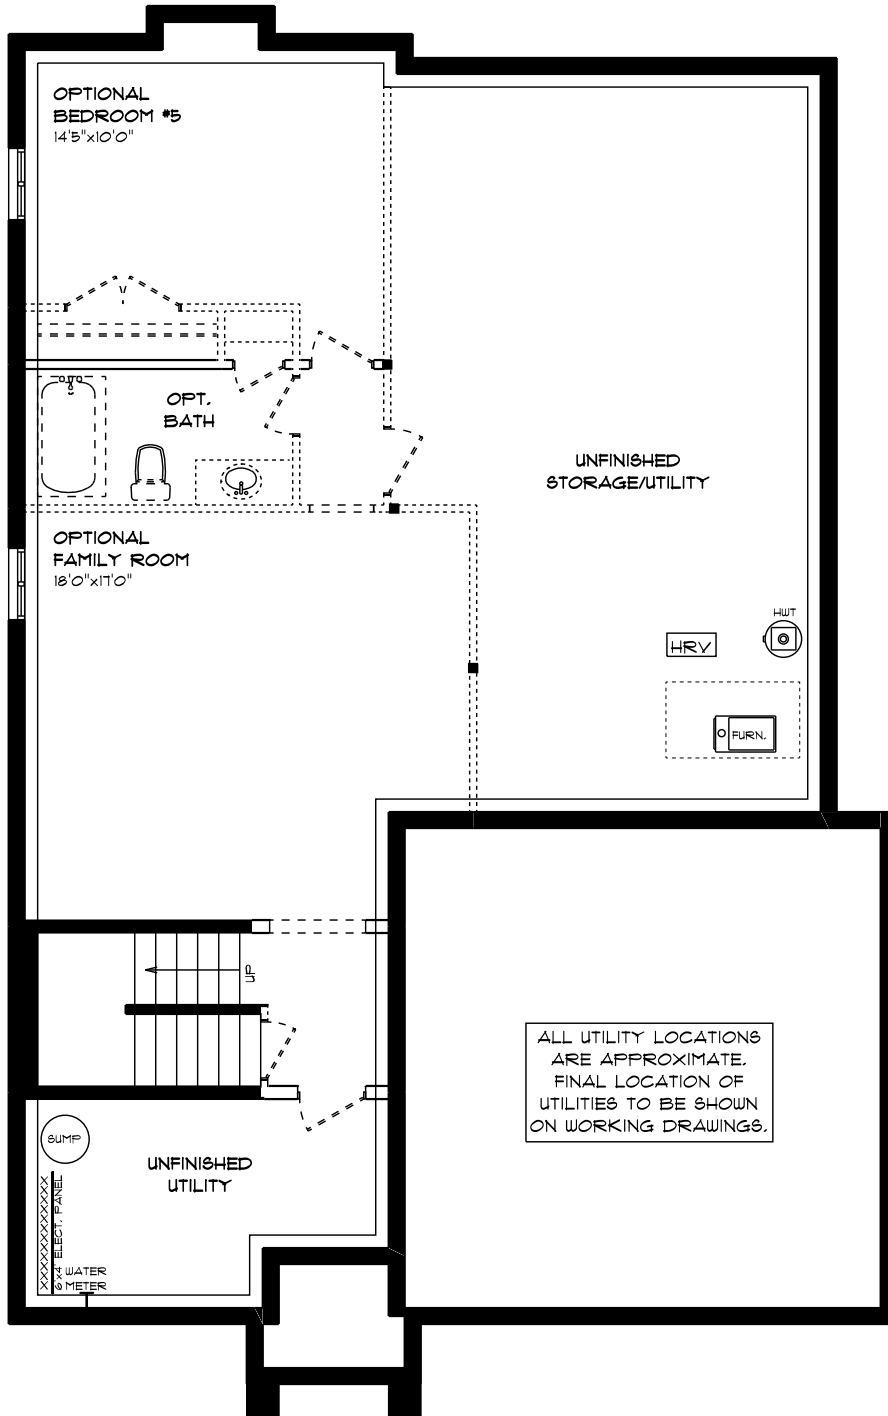 OPTIONAL
BEDROOM #5
14'5"x10'0"
OPT.
BATH
UNFINISHED
STORAGE/UTILITY
OPTIONAL
FAMILY ROOM
18'0"x17'0"
HWT
HRV
FURN.
UP
ALL UTILITY LOCATIONS
ARE APPROXIMATE.
FINAL LOCATION OF
UTILITIES TO BE SHOWN
ON WORKING DRAWINGS.
SUMP
UNFINISHED
UTILITY
6'x4' ELECT. PANEL
WATER
METER